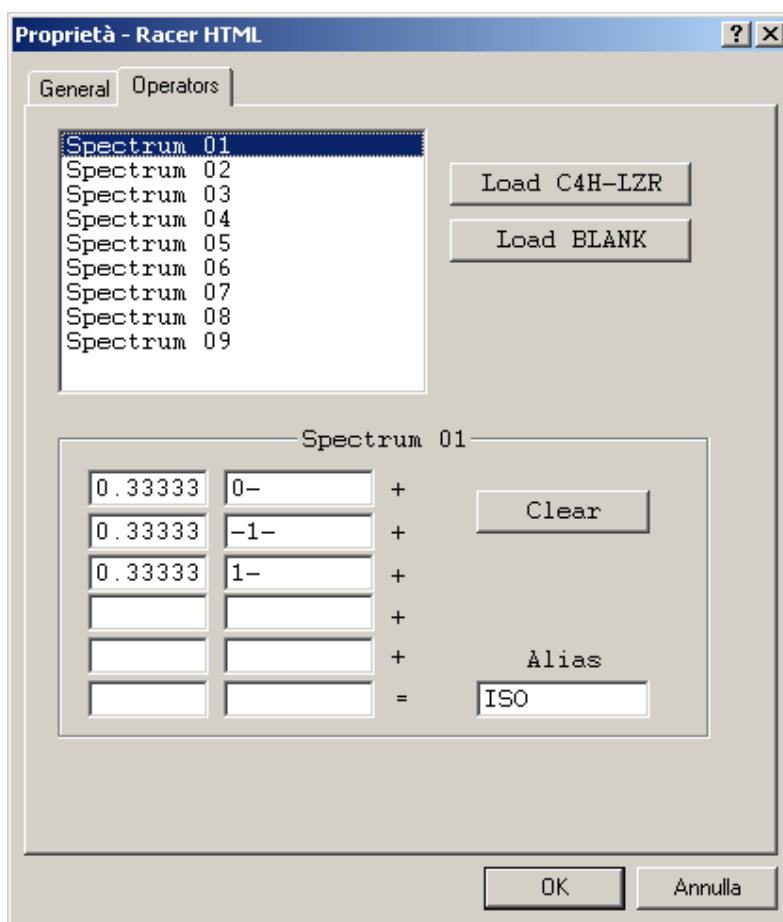 Proprietà - Racer HTML
General Operators
Spectrum 01
Spectrum 02
Spectrum 03
Spectrum 04
Spectrum 05
Spectrum 06
Spectrum 07
Spectrum 08
Spectrum 09
Load C4H-LZR
Load BLANK
Spectrum 01
0.33333 0- +
0.33333 -1- +
0.33333 1- +
+
+
=
Clear
Alias
ISO
OK Annulla